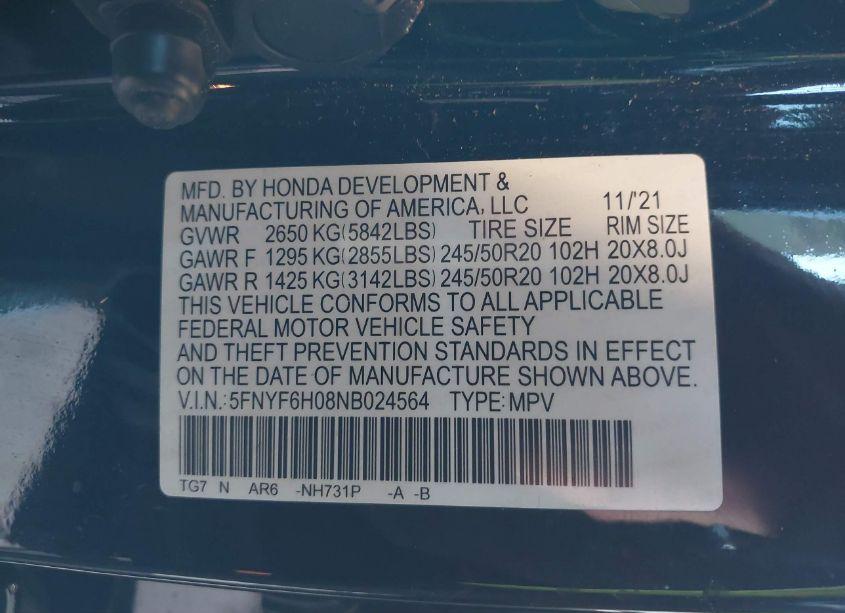 MFD. BY HONDA DEVELOPMENT &
MANUFACTURING OF AMERICA, LLC 11/'21
GVWR 2650 KG(5842LBS) TIRE SIZE RIM SIZE
GAWR F 1295 KG(2855LBS) 245/50R20 102H 20X8.0J
GAWR R 1425 KG(3142LBS) 245/50R20 102H 20X8.0J
THIS VEHICLE CONFORMS TO ALL APPLICABLE
FEDERAL MOTOR VEHICLE SAFETY
AND THEFT PREVENTION STANDARDS IN EFFECT
ON THE DATE OF MANUFACTURE SHOWN ABOVE.
V.I.N.:5FNYF6H08NB024564 TYPE:MPV
TG7 N AR6 -NH731P -A -B